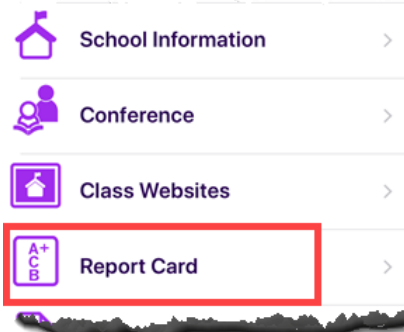 School Information
Conference
Class Websites
A+
C
B
Report Card